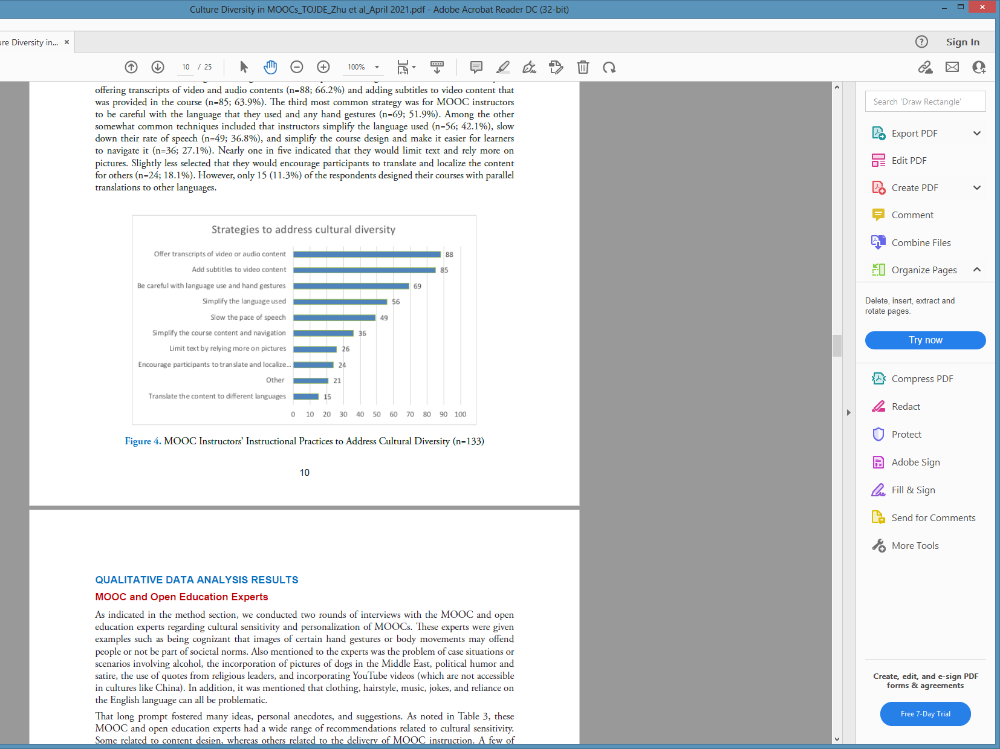 Culture Diversity in MOOCs_TOJDE_Zhu et al_April 2021.pdf - Adobe Acrobat Reader DC (32-bit)
ure Diversity in... ×
Sign In
10 / 25
100%
offering transcripts of video and audio contents (n=88; 66.2%) and adding subtitles to video content that
was provided in the course (n=85; 63.9%). The third most common strategy was for MOOC instructors
to be careful with the language that they used and any hand gestures (n=69; 51.9%). Among the other
somewhat common techniques included that instructors simplify the language used (n=56; 42.1%), slow
down their rate of speech (n=49; 36.8%), and simplify the course design and make it easier for learners
to navigate it (n=36; 27.1%). Nearly one in five indicated that they would limit text and rely more on
pictures. Slightly less selected that they would encourage participants to translate and localize the content
for others (n=24; 18.1%). However, only 15 (11.3%) of the respondents designed their courses with parallel
translations to other languages.
Strategies to address cultural diversity
Offer transcripts of video or audio content 88
Add subtitles to video content 85
Be careful with language use and hand gestures 69
Simplify the language used 56
Slow the pace of speech 49
Simplify the course content and navigation 36
Limit text by relying more on pictures 26
Encourage participants to translate and localize... 24
Other 21
Translate the content to different languages 15
0 10 20 30 40 50 60 70 80 90 100
Figure 4. MOOC Instructors' Instructional Practices to Address Cultural Diversity (n=133)
10
QUALITATIVE DATA ANALYSIS RESULTS
MOOC and Open Education Experts
As indicated in the method section, we conducted two rounds of interviews with the MOOC and open
education experts regarding cultural sensitivity and personalization of MOOCs. These experts were given
examples such as being cognizant that images of certain hand gestures or body movements may offend
people or not be part of societal norms. Also mentioned to the experts was the problem of case situations or
scenarios involving alcohol, the incorporation of pictures of dogs in the Middle East, political humor and
satire, the use of quotes from religious leaders, and incorporating YouTube videos (which are not accessible
in cultures like China). In addition, it was mentioned that clothing, hairstyle, music, jokes, and reliance on
the English language can all be problematic.
That long prompt fostered many ideas, personal anecdotes, and suggestions. As noted in Table 3, these
MOOC and open education experts had a wide range of recommendations related to cultural sensitivity.
Some related to content design, whereas others related to the delivery of MOOC instruction. A few of
Search 'Draw Rectangle'
Export PDF
Edit PDF
Create PDF
Comment
Combine Files
Organize Pages
Delete, insert, extract and
rotate pages.
Try now
Compress PDF
Redact
Protect
Adobe Sign
Fill & Sign
Send for Comments
More Tools
Create, edit, and e-sign PDF
forms & agreements
Free 7-Day Trial